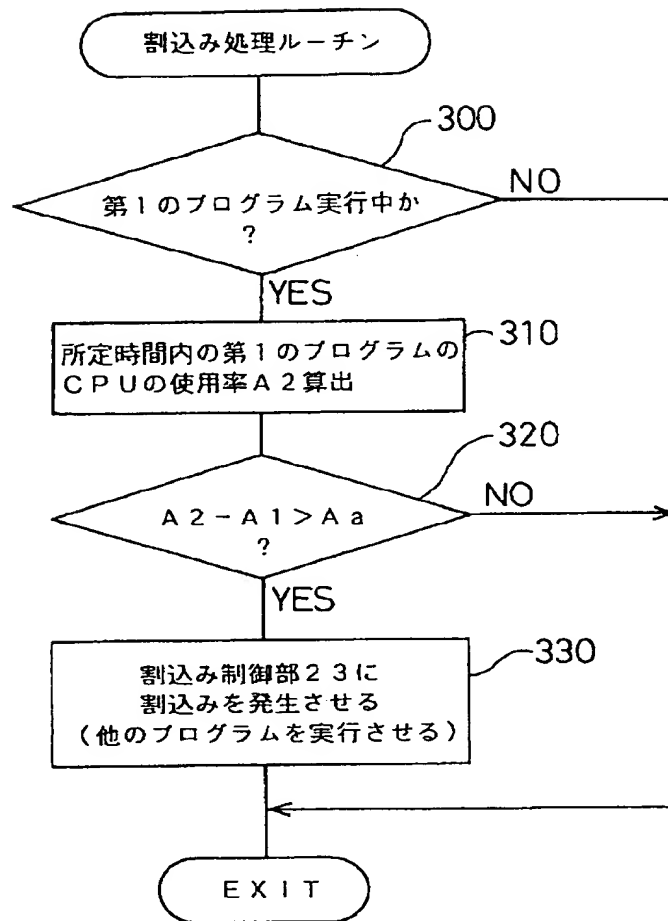 割込み処理ルーチン
300
第1のプログラム実行中か
?
NO
YES
310
所定時間内の第1のプログラムの
CPUの使用率A2算出
320
A2-A1>Aa
?
NO
YES
330
割込み制御部23に
割込みを発生させる
(他のプログラムを実行させる)
EXIT